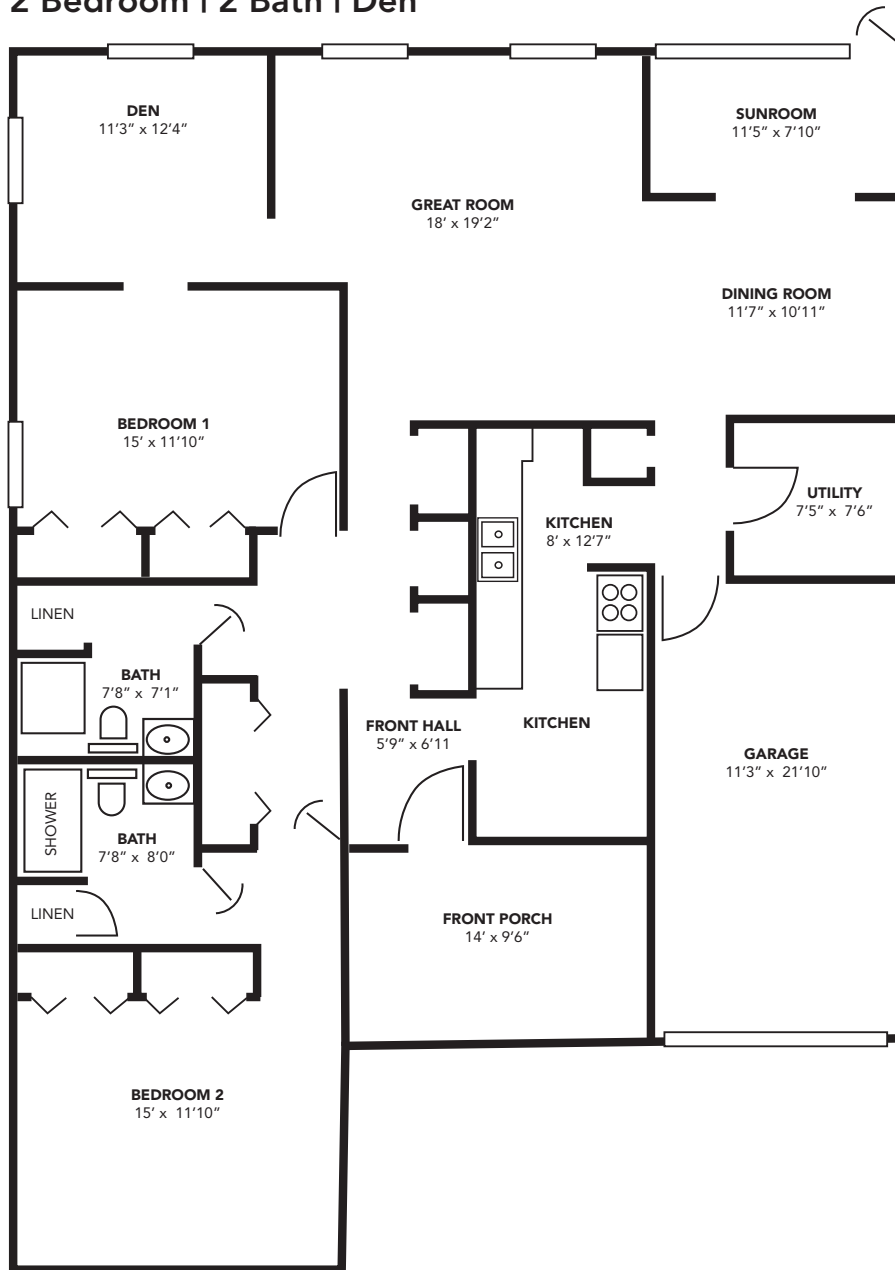 2 Bedroom | 2 Bath | Den
DEN
11'3" x 12'4"
SUNROOM
11'5" x 7'10"
GREAT ROOM
18' x 19'2"
DINING ROOM
11'7" x 10'11"
BEDROOM 1
15' x 11'10"
UTILITY
7'5" x 7'6"
KITCHEN
8' x 12'7"
LINEN
BATH
7'8" x 7'1"
FRONT HALL
5'9" x 6'11
KITCHEN
GARAGE
11'3" x 21'10"
SHOWER
BATH
7'8" x 8'0"
LINEN
FRONT PORCH
14' x 9'6"
BEDROOM 2
15' x 11'10"